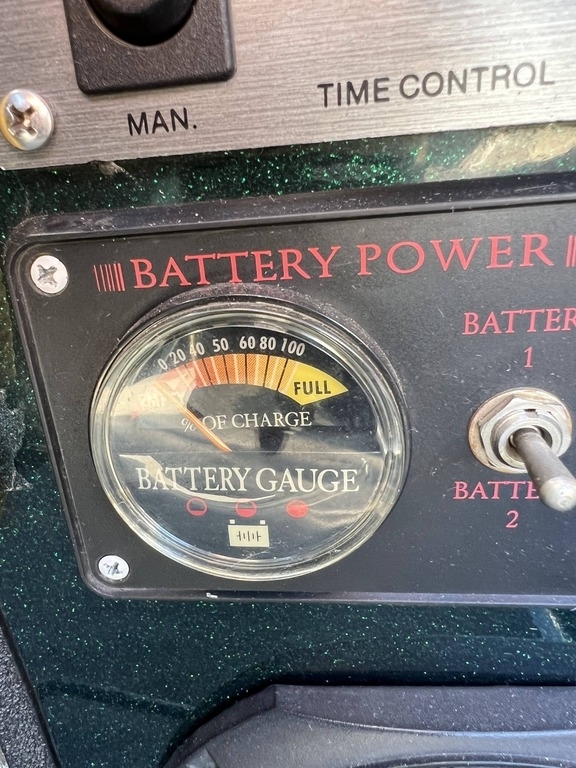 MAN.
TIME CONTROL
BATTERY POWER
0 20 40 50 60 80 100
FULL
% OF CHARGE
BATTERY GAUGE
BATTER
1
BATTE
2